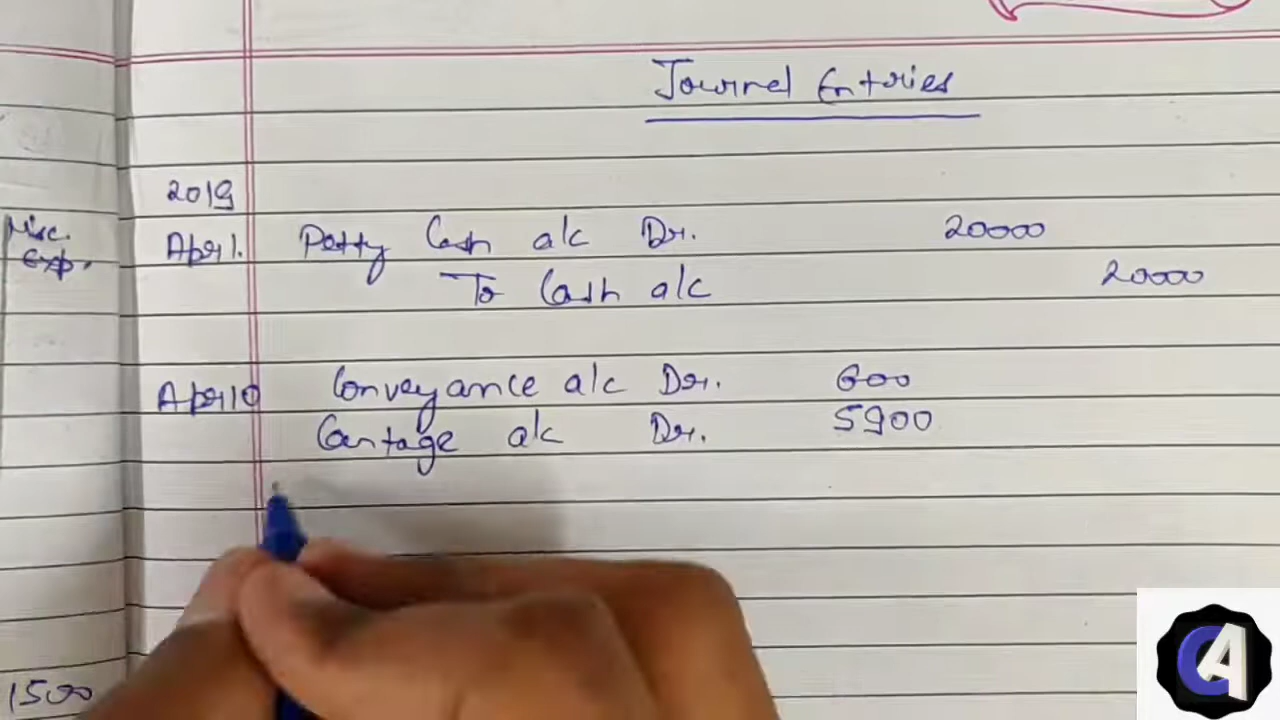 Journal Entries
2019
Misc.
Exp.
Apr 1. Petty Cash a/c Dr. 20000
To Cash a/c 20000
Apr 10 Conveyance a/c Dr. 600
Cartage a/c Dr. 5900
1500
CA